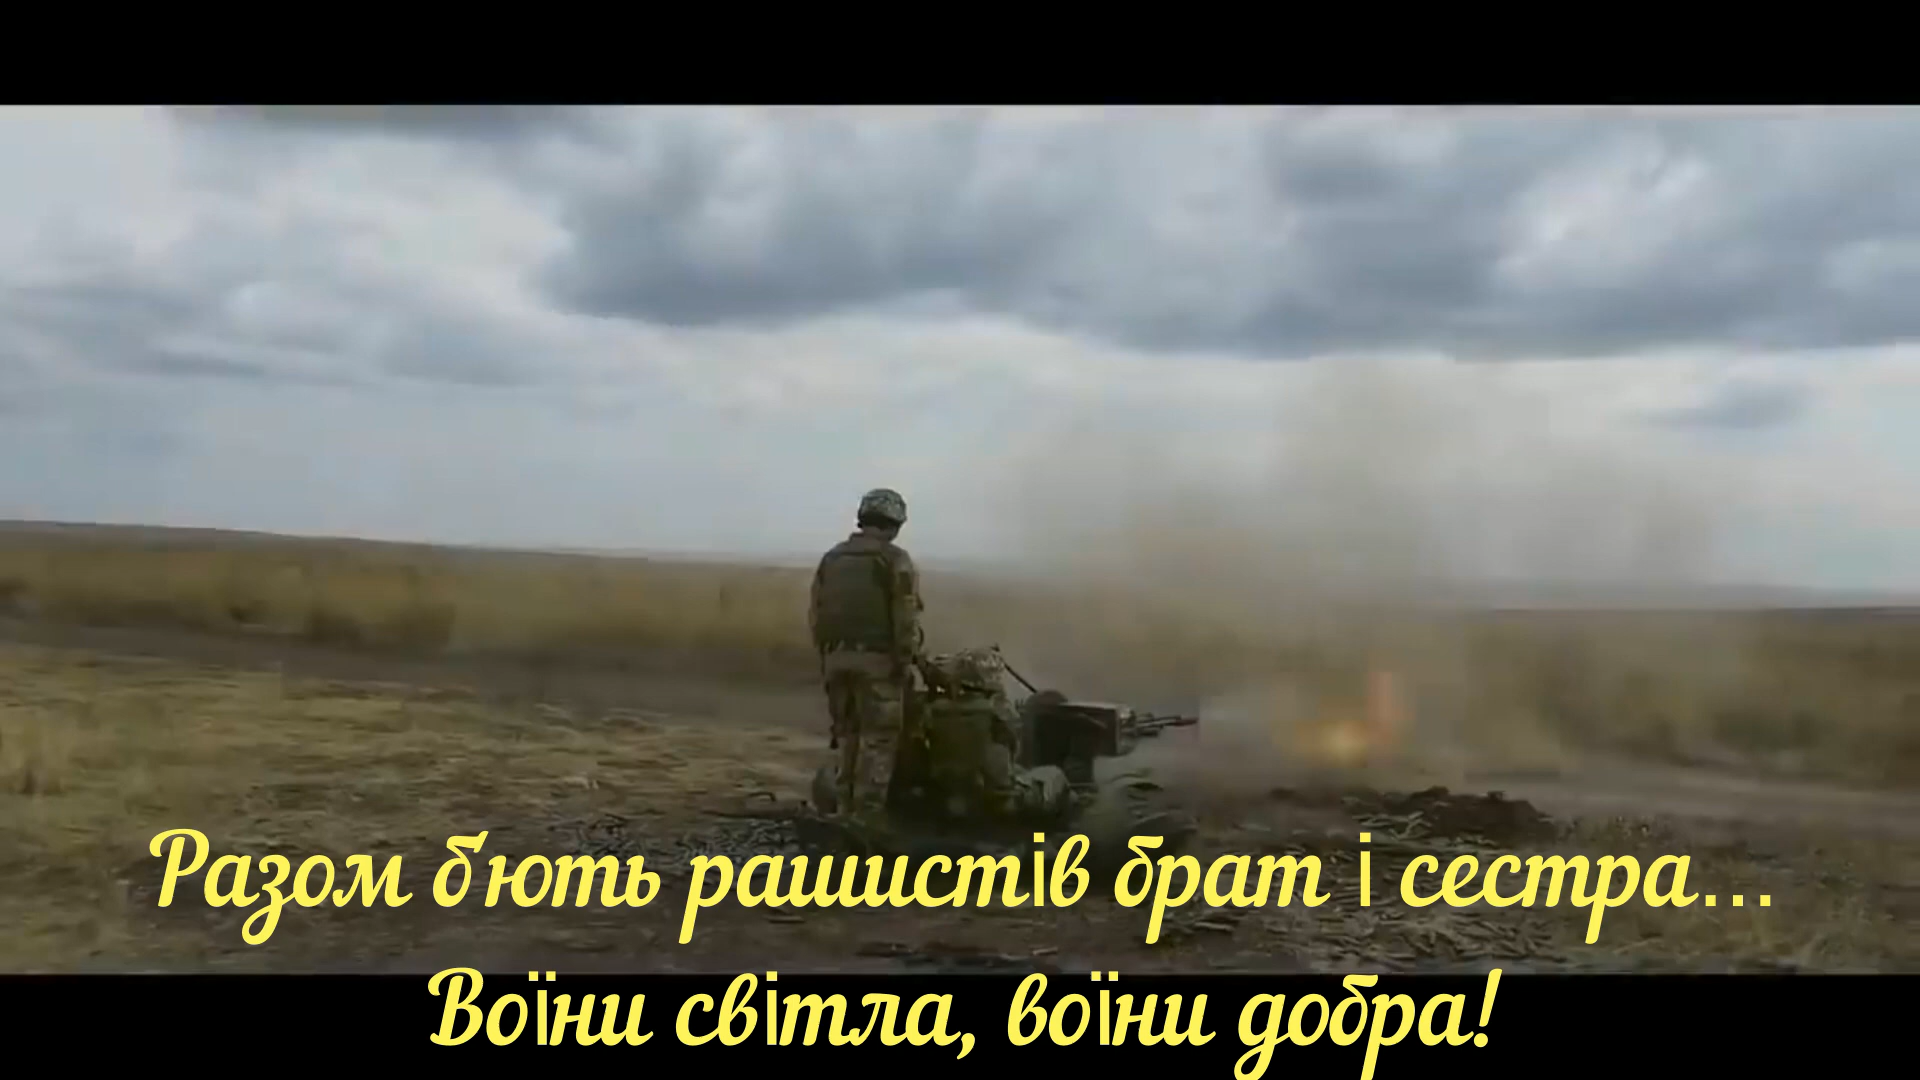 Разом б'ють рашистів брат і сестра...
Воїни світла, воїни добра!